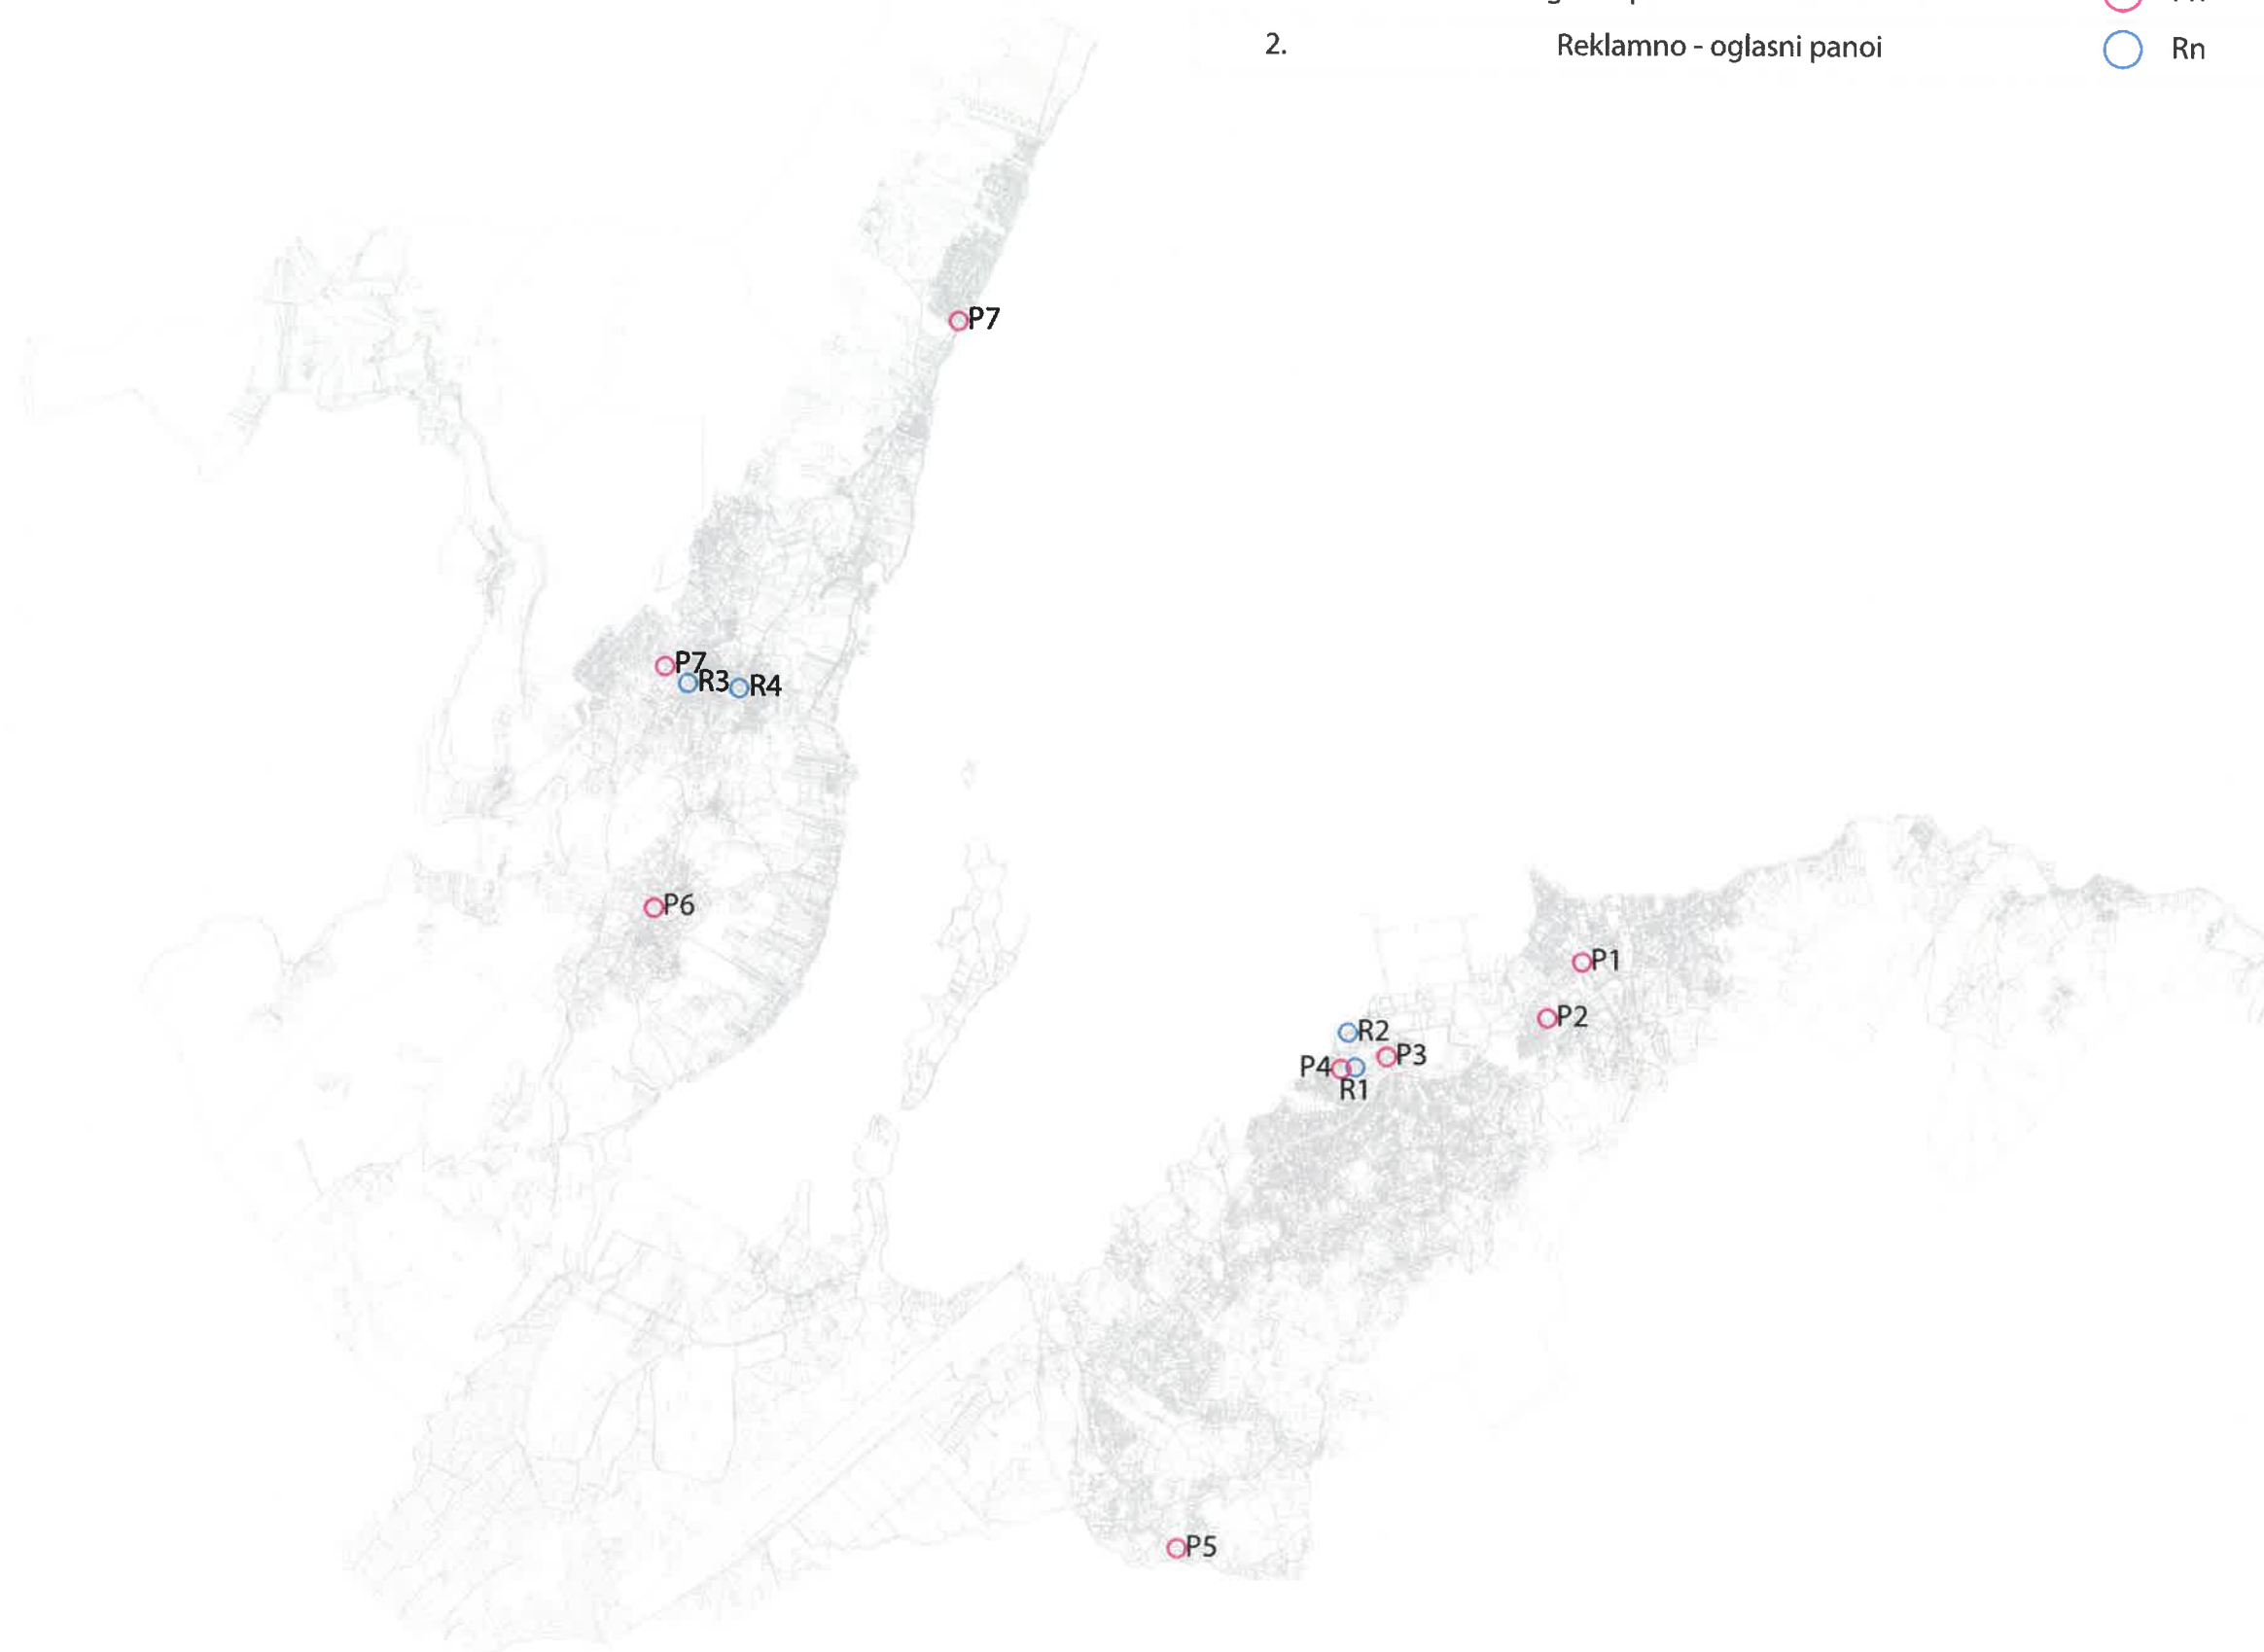 2. Reklamno - oglasni panoi Rn
P7
P7
R3 R4
P6
P1
P2
R2
P3
P4
R1
P5